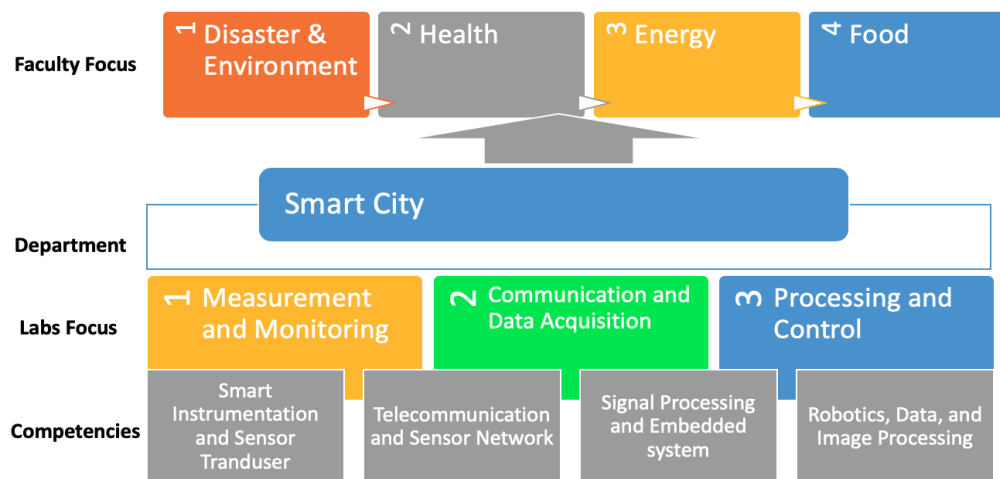 Faculty Focus
1 Disaster &
Environment
2 Health
3 Energy
4 Food
Smart City
Department
Labs Focus
1 Measurement
and Monitoring
2 Communication and
Data Acquisition
3 Processing and
Control
Competencies
Smart
Instrumentation
and Sensor
Tranduser
Telecommunication
and Sensor Network
Signal Processing
and Embedded
system
Robotics, Data, and
Image Processing